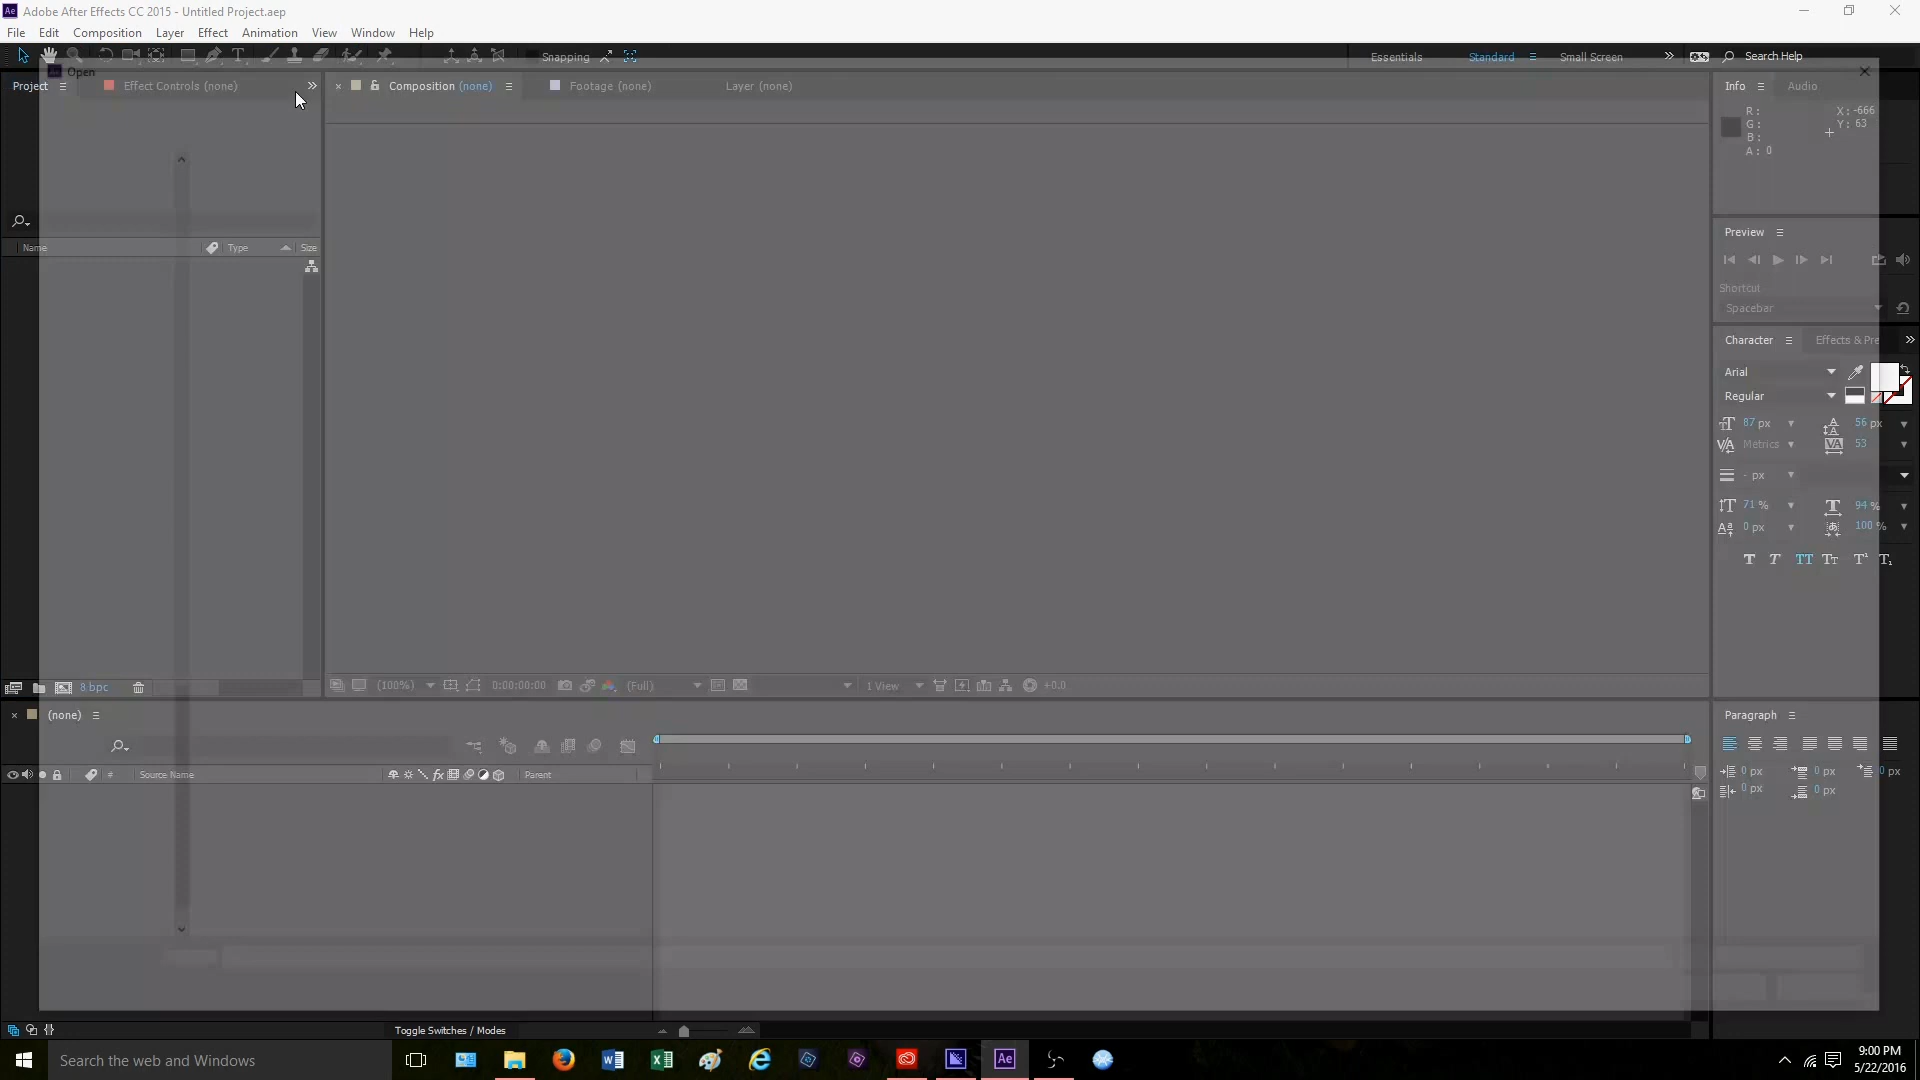 Adobe After Effects CC 2015 - Untitled Project.aep
File Edit Composition Layer Effect Animation View Window Help
Snapping Essentials Standard Small Screen Search Help
Open
Project Effect Controls (none) Composition (none) Footage (none) Layer (none) Info Audio
R: X: -666
G: Y: 63
B:
A: 0
Name Type Size
Preview
Shortcut
Spacebar
Character Effects & Pre
Arial
Regular
87 px 56 px
Metrics 53
- px
71 % 94 %
0 px 100 %
8 bpc (100%) 0:00:00:00 (Full) 1 View +0.0
(none) Paragraph
# Source Name Parent
0 px 0 px 0 px
0 px 0 px
Toggle Switches / Modes
Search the web and Windows
9:00 PM
5/22/2016